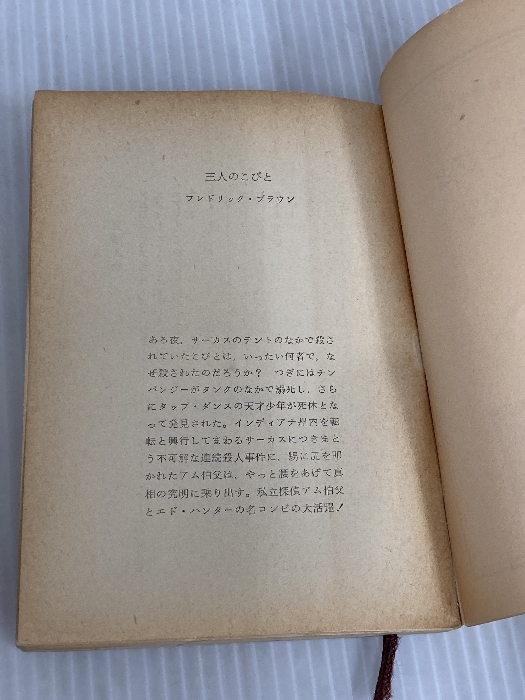 三人のこびと
フレドリック・ブラウン
ある夜、サーカスのテントのなかで殺さ
れていたこびとは、いったい何者で、な
ぜ殺されたのだろうか？　つぎにはチン
パンジーがタンクのなかで溺死し、さら
にタップ・ダンスの天才少年が死体とな
って発見された。インディアナ州内を転
転と興行してまわるサーカスにつきまと
う不可解な連続殺人事件に、甥に尻を叩
かれたアム伯父は、やっと腰をあげて真
相の究明に乗り出す。私立探偵アム伯父
とエド・ハンターの名コンビの大活躍！